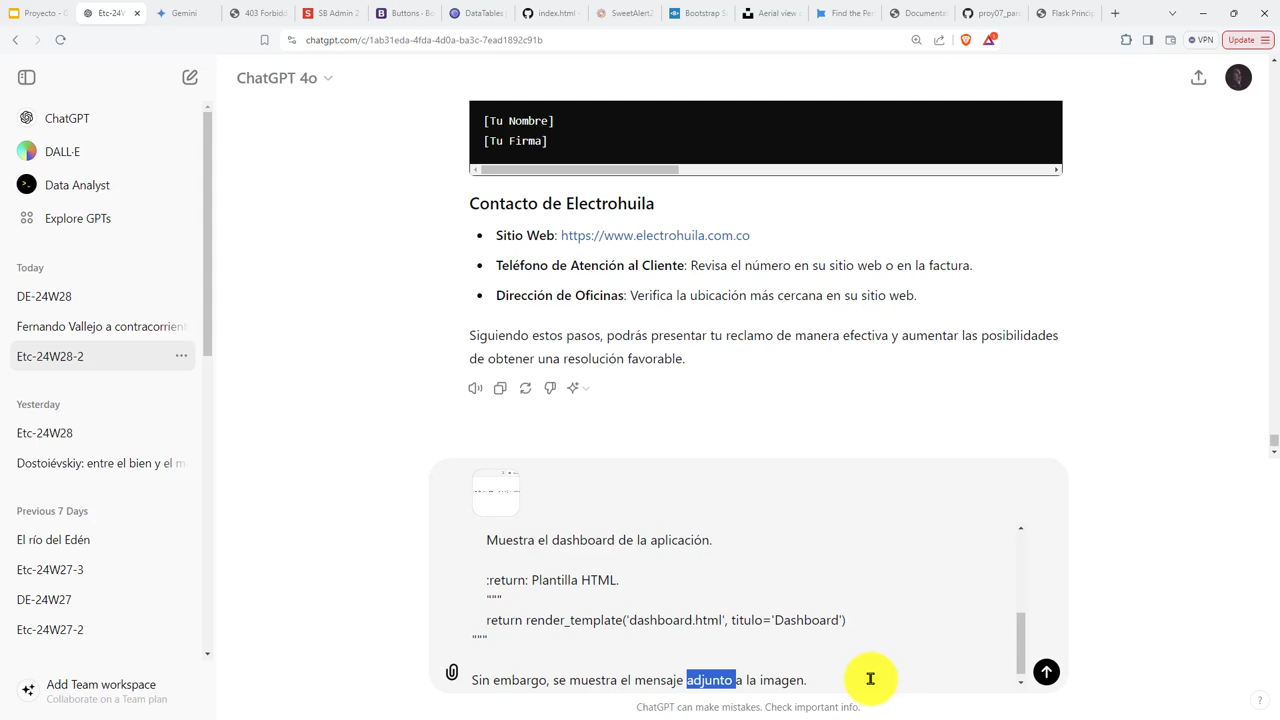 Proyecto - G
Etc-24W
Gemini
403 Forbid
SB Admin 2
Buttons - Bo
DataTables
index.html
SweetAlert2
Bootstrap S
Aerial view o
Find the Per
Documenta
proy07_par
Flask Princip
chatgpt.com/c/1ab31eda-4fda-4d0a-ba3c-7ead1892c91b
VPN
Update
ChatGPT 4o
ChatGPT
DALL·E
Data Analyst
Explore GPTs
Today
DE-24W28
Fernando Vallejo a contracorrient
Etc-24W28-2
Yesterday
Etc-24W28
Dostoiévskiy: entre el bien y el m
Previous 7 Days
El río del Edén
Etc-24W27-3
DE-24W27
Etc-24W27-2
Add Team workspace
Collaborate on a Team plan
[Tu Nombre]
[Tu Firma]
Contacto de Electrohuila
• Sitio Web: https://www.electrohuila.com.co
• Teléfono de Atención al Cliente: Revisa el número en su sitio web o en la factura.
• Dirección de Oficinas: Verifica la ubicación más cercana en su sitio web.
Siguiendo estos pasos, podrás presentar tu reclamo de manera efectiva y aumentar las posibilidades
de obtener una resolución favorable.
Muestra el dashboard de la aplicación.
:return: Plantilla HTML.
"""
return render_template('dashboard.html', titulo='Dashboard')
"""
Sin embargo, se muestra el mensaje adjunto a la imagen.
ChatGPT can make mistakes. Check important info.
?